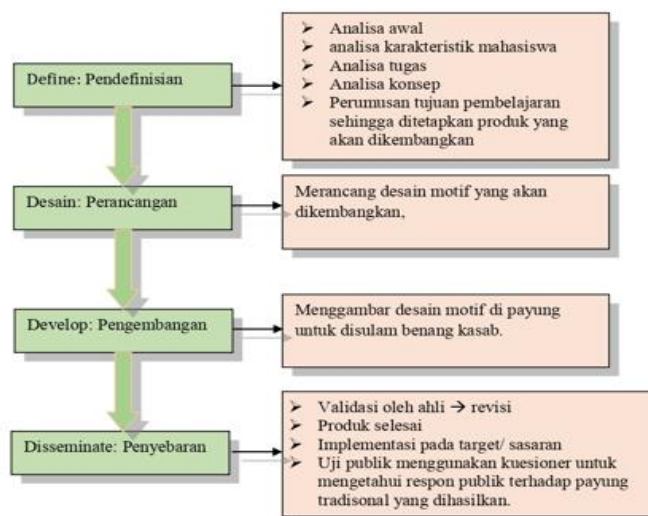 Define: Pendefinisian
➢ Analisa awal
➢ analisa karakteristik mahasiswa
➢ Analisa tugas
➢ Analisa konsep
➢ Perumusan tujuan pembelajaran
sehingga ditetapkan produk yang
akan dikembangkan
Desain: Perancangan
Merancang desain motif yang akan
dikembangkan,
Develop: Pengembangan
Menggambar desain motif di payung
untuk disulam benang kasab.
Disseminate: Penyebaran
➢ Validasi oleh ahli → revisi
➢ Produk selesai
➢ Implementasi pada target/ sasaran
➢ Uji publik menggunakan kuesioner untuk
mengetahui respon publik terhadap payung
tradisonal yang dihasilkan.